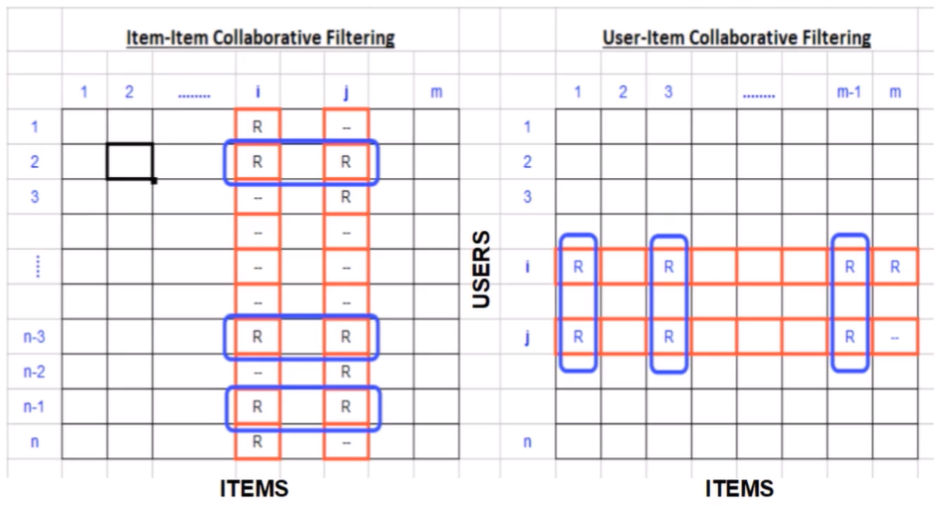 Item-Item Collaborative Filtering
1 2 ........ i j m
1 R --
2 R R
3 -- R
-- --
-- --
-- --
n-3 R R
n-2 -- R
n-1 R R
n R --
ITEMS
USERS
User-Item Collaborative Filtering
1 2 3 ........ m-1 m
1
2
3
i R R R R
j R R R --
n
ITEMS